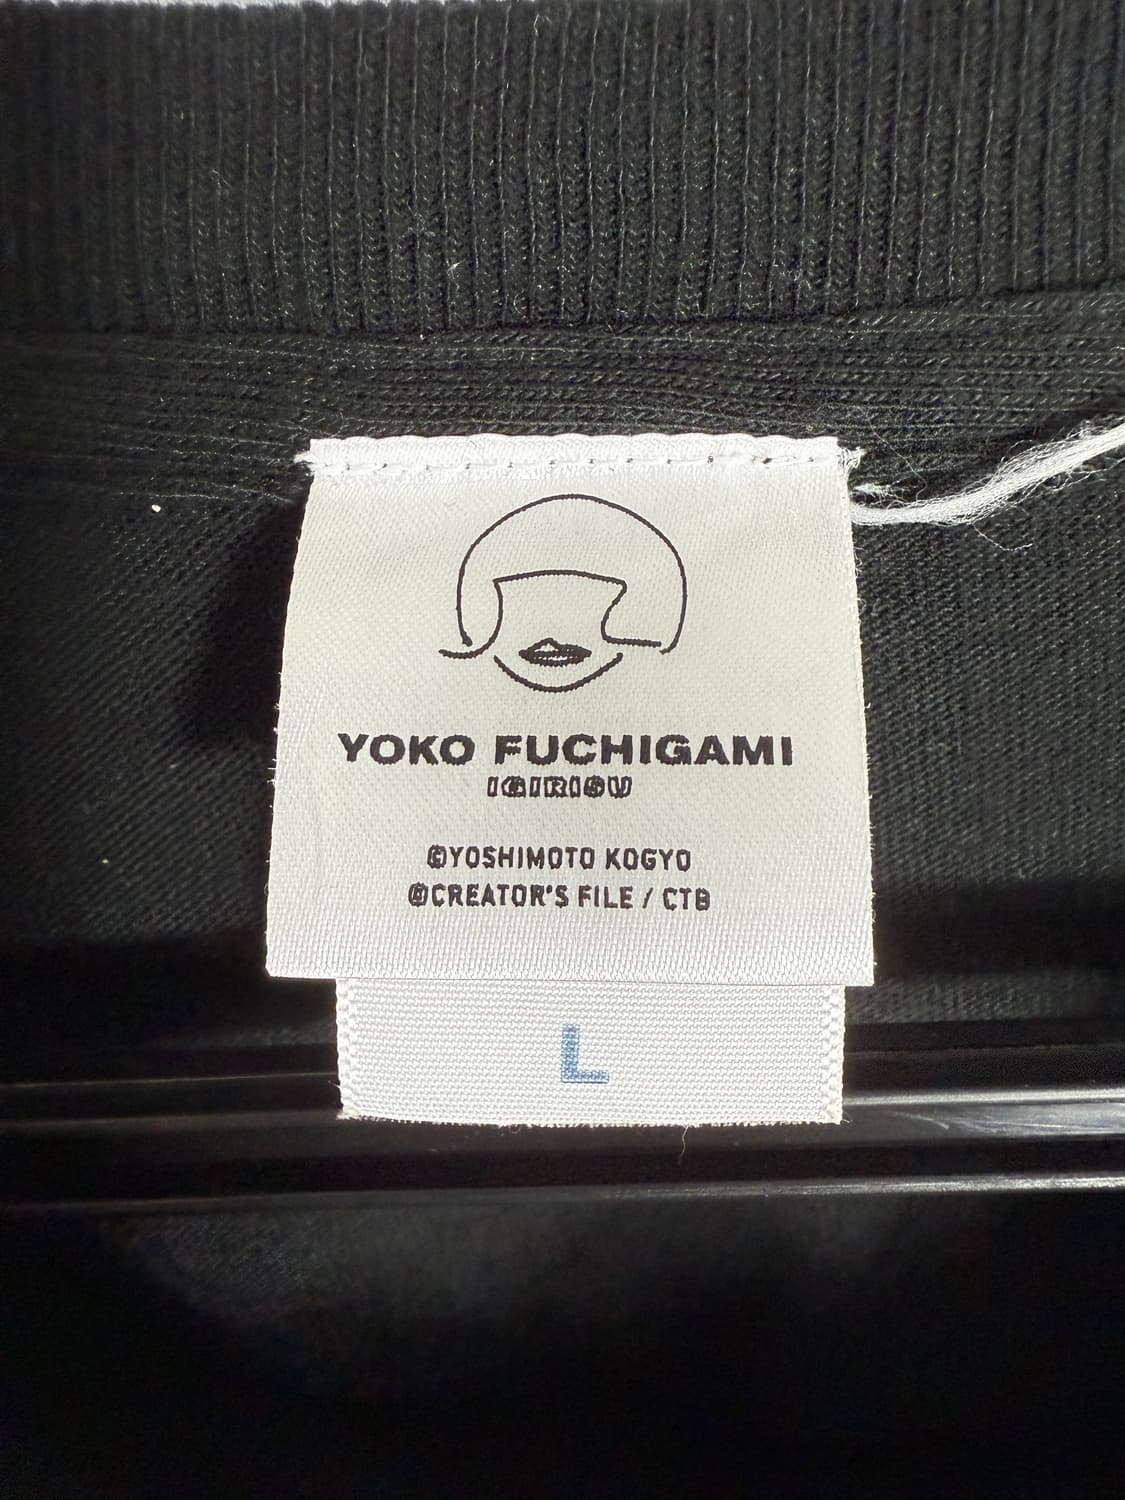 YOKO FUCHIGAMI
IGIRISU
©YOSHIMOTO KOGYO
©CREATOR'S FILE / CTB
L